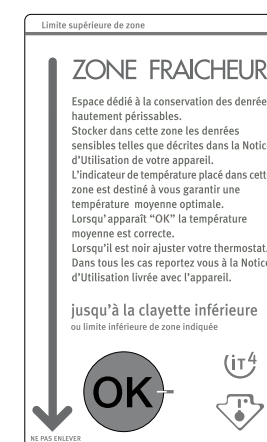 Limite supérieure de zone
ZONE FRAICHEUR
Espace dédié à la conservation des denrée
hautement périssables.
Stocker dans cette zone les denrées
sensibles telles que décrites dans la Notic
d'Utilisation de votre appareil.
L'indicateur de température placé dans cett
zone est destiné à vous garantir une
température moyenne optimale.
Lorsqu'apparaît “OK” la température
moyenne est correcte.
Lorsqu'il est noir ajuster votre thermostat.
Dans tous les cas reportez vous à la Notice
d'Utilisation livrée avec l'appareil.
jusqu'à la clayette inférieure
ou limite inférieure de zone indiquée
OK
iT4
NE PAS ENLEVER